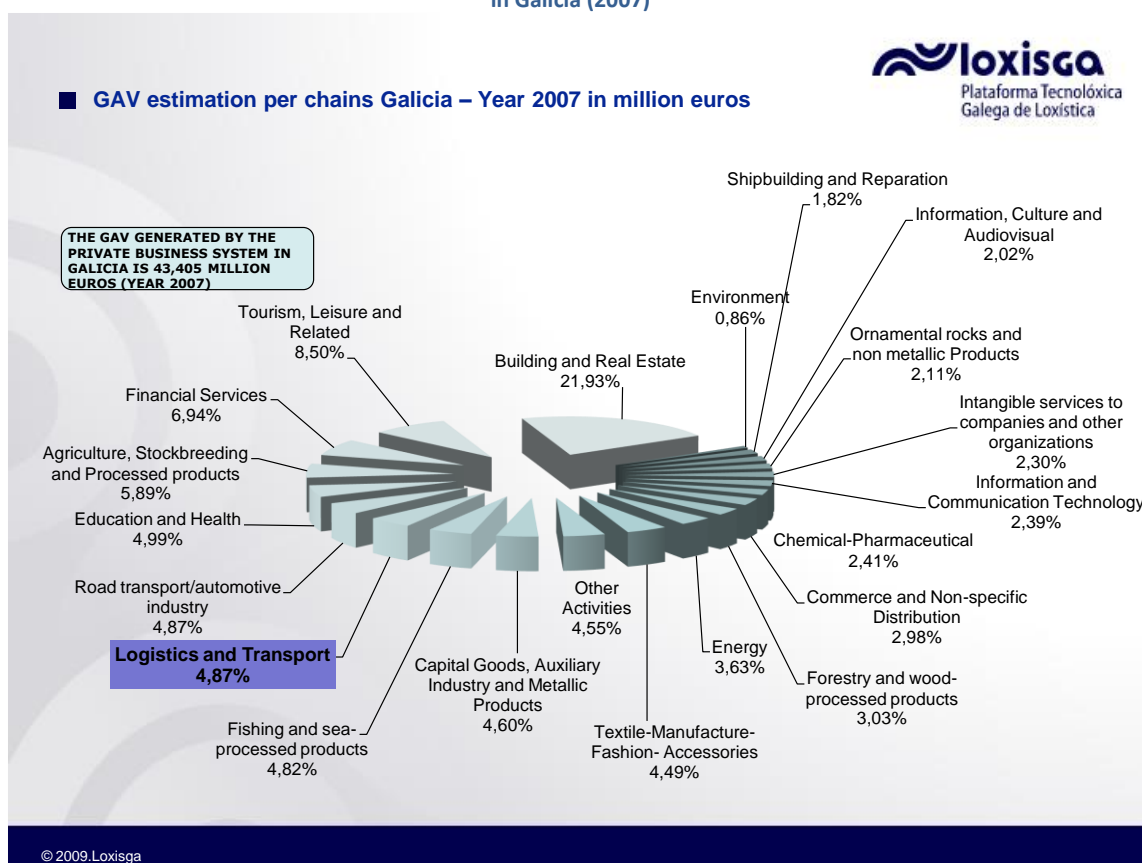 in Galicia (2007)
loxisga
Plataforma Tecnolóxica
Galega de Loxística
GAV estimation per chains Galicia – Year 2007 in million euros
THE GAV GENERATED BY THE
PRIVATE BUSINESS SYSTEM IN
GALICIA IS 43,405 MILLION
EUROS (YEAR 2007)
Shipbuilding and Reparation
1,82%
Information, Culture and
Audiovisual
2,02%
Environment
0,86%
Ornamental rocks and
non metallic Products
2,11%
Tourism, Leisure and
Related
8,50%
Building and Real Estate
21,93%
Financial Services
6,94%
Intangible services to
companies and other
organizations
2,30%
Agriculture, Stockbreeding
and Processed products
5,89%
Information and
Communication Technology
2,39%
Education and Health
4,99%
Chemical-Pharmaceutical
2,41%
Road transport/automotive
industry
4,87%
Other
Activities
4,55%
Commerce and Non-specific
Distribution
2,98%
Logistics and Transport
4,87%
Capital Goods, Auxiliary
Industry and Metallic
Products
4,60%
Energy
3,63%
Forestry and wood-
processed products
3,03%
Fishing and sea-
processed products
4,82%
Textile-Manufacture-
Fashion- Accessories
4,49%
© 2009.Loxisga